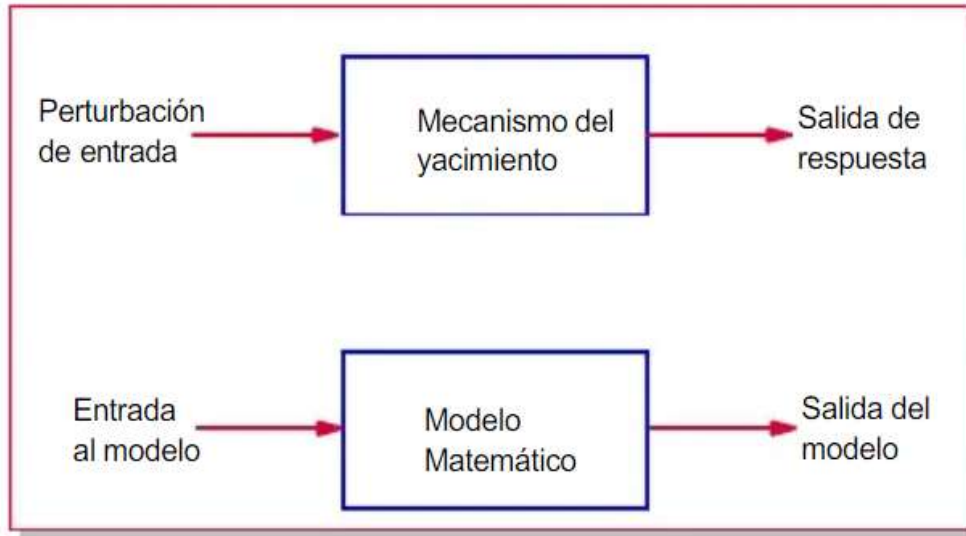 Perturbación
de entrada
Mecanismo del
yacimiento
Salida de
respuesta
Entrada
al modelo
Modelo
Matemático
Salida del
modelo